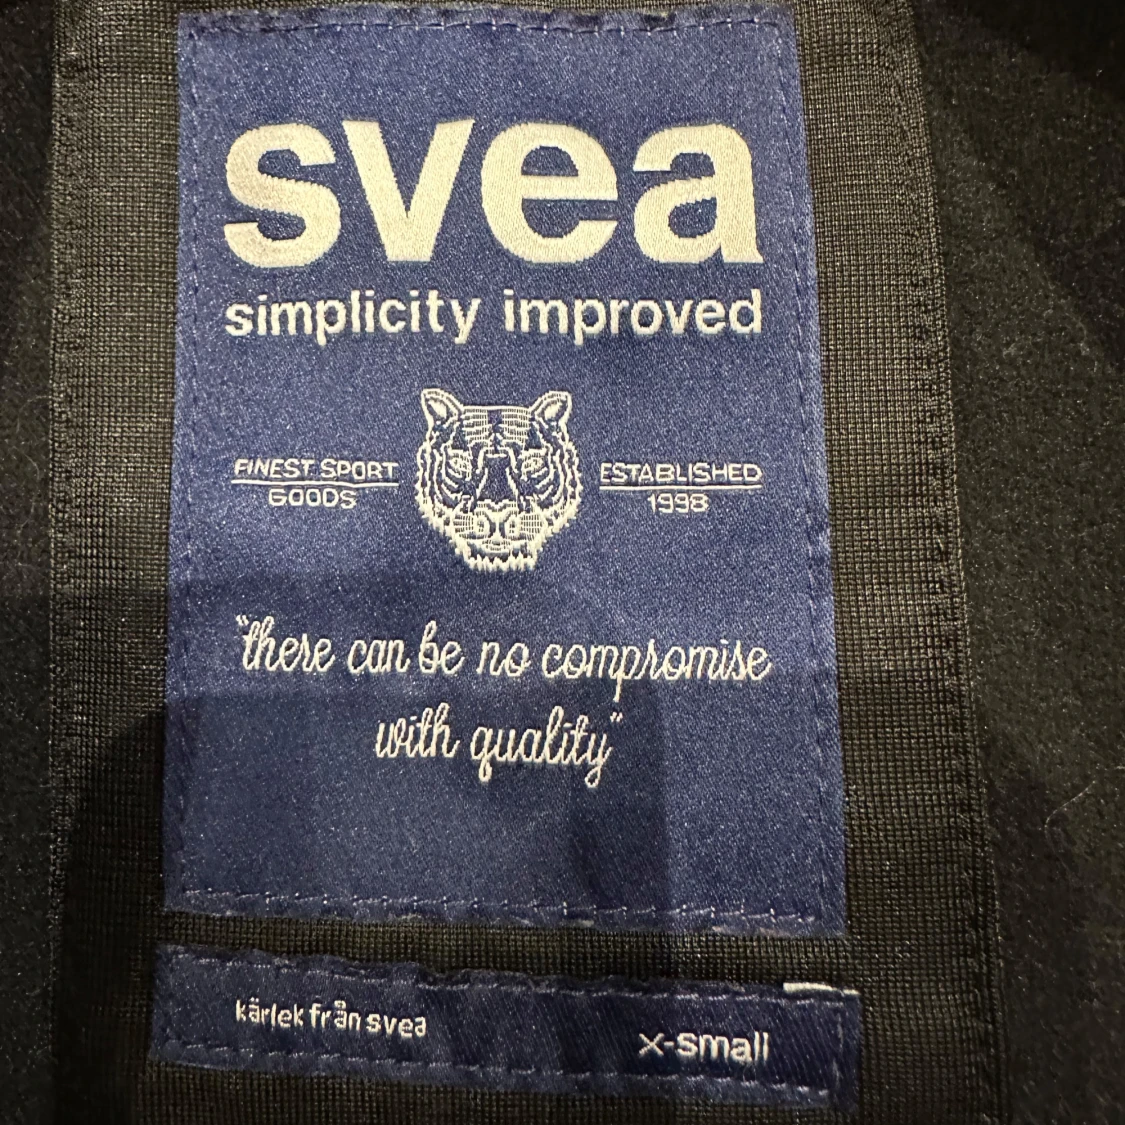 svea
simplicity improved
FINEST SPORT
GOODS
ESTABLISHED
1998
"there can be no compromise
with quality"
kärlek från svea
x-small